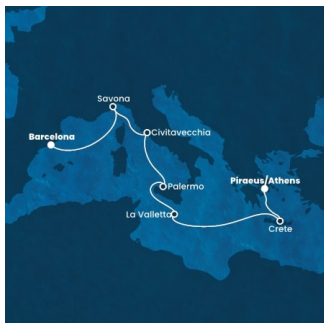 Savona
Barcelona
Civitavecchia
Palermo
Piraeus/Athens
La Valletta
Crete